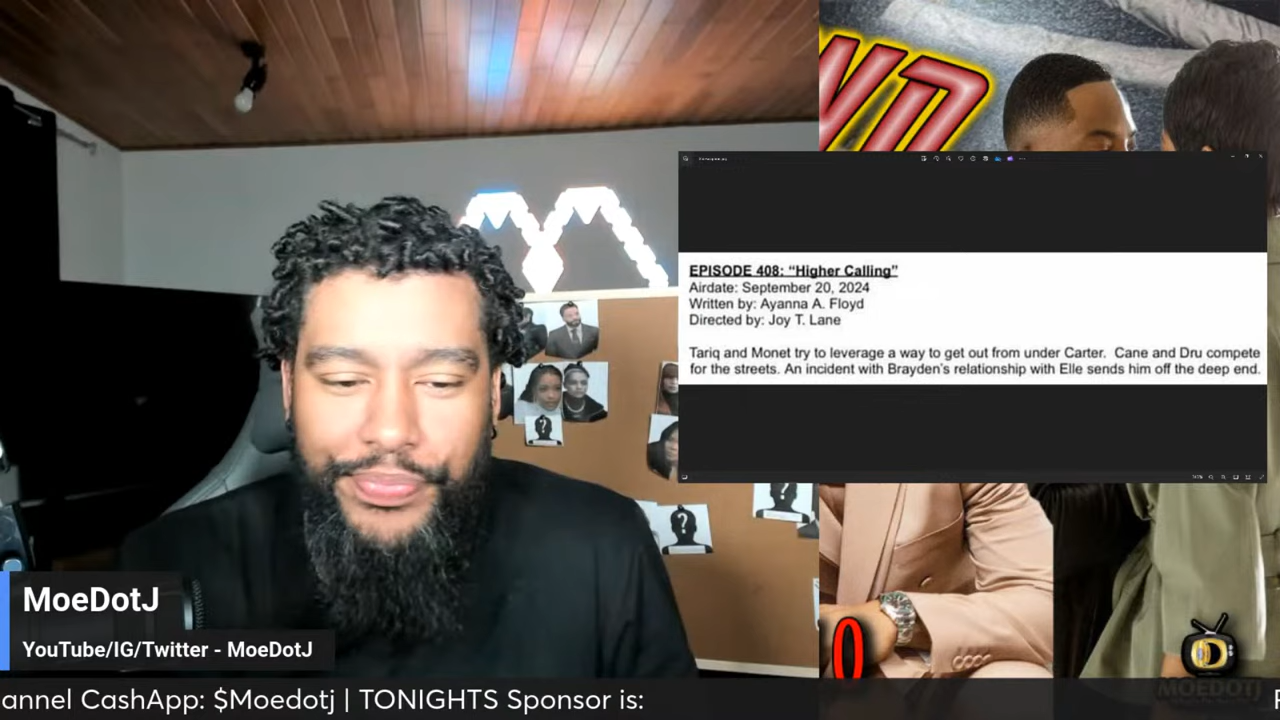 ND
EPISODE 408: “Higher Calling”
Airdate: September 20, 2024
Written by: Ayanna A. Floyd
Directed by: Joy T. Lane
Tariq and Monet try to leverage a way to get out from under Carter. Cane and Dru compete
for the streets. An incident with Brayden's relationship with Elle sends him off the deep end.
?
?
?
0
D
MOEDOTJ
MoeDotJ
YouTube/IG/Twitter - MoeDotJ
annel CashApp: $Moedotj | TONIGHTS Sponsor is: